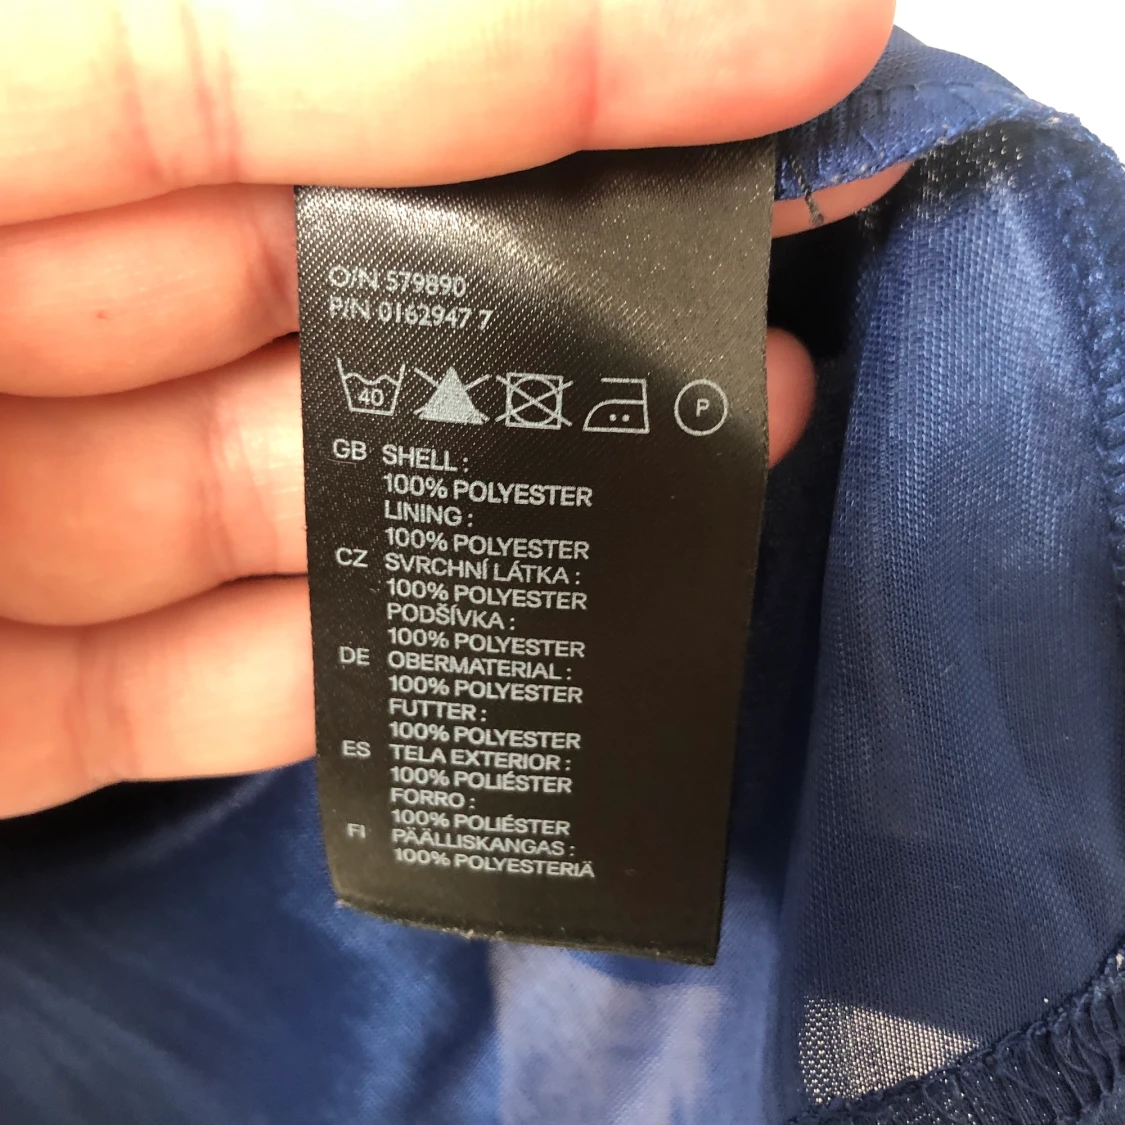 O/N 579890
P/N 0162947 7
40 P
GB SHELL :
100% POLYESTER
LINING :
100% POLYESTER
CZ SVRCHNÍ LÁTKA :
100% POLYESTER
PODŠÍVKA :
100% POLYESTER
DE OBERMATERIAL :
100% POLYESTER
FUTTER :
100% POLYESTER
ES TELA EXTERIOR :
100% POLIÉSTER
FORRO :
100% POLIÉSTER
FI PÄÄLLISKANGAS :
100% POLYESTERIÄ